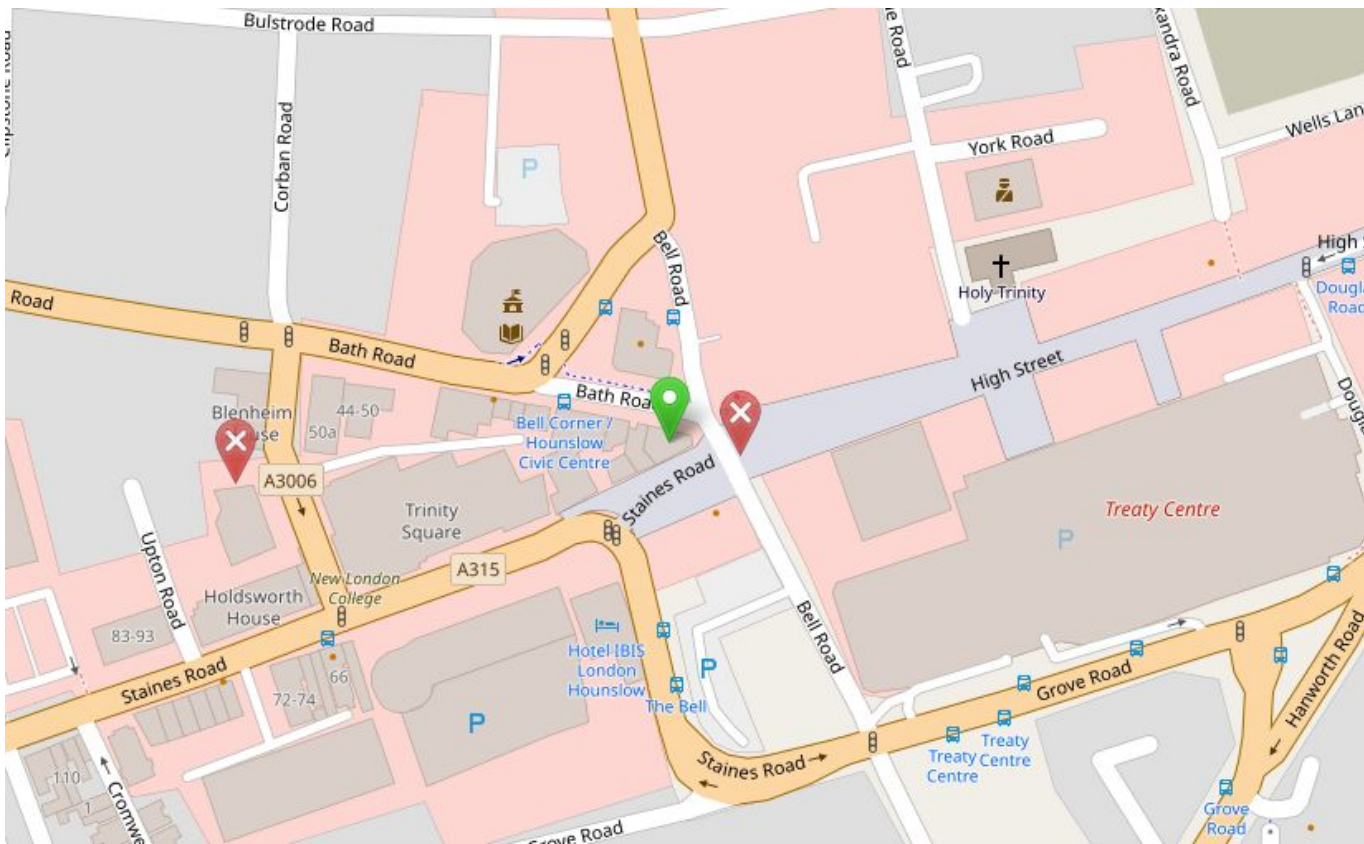 Bulstrode Road
Corban Road
P
York Road
Wells Lan
Bell Road
High
Holy Trinity
Dougla
Road
Road
Bath Road
High Street
Bath Roa
Blenheim
44-50
50a
Bell Corner /
Hounslow
Civic Centre
A3006
Staines Road
Trinity
Square
Treaty Centre
P
Upton Road
A315
New London
College
Holdsworth
House
83-93
Bell Road
Hotel IBIS
London
Hounslow
P
The Bell
Staines Road
72-74
66
P
Grove Road
Hanworth Road
Treaty
Centre
Treaty
Centre
Staines Road
110
1
Cromwe
Grove Road
Grove
Road